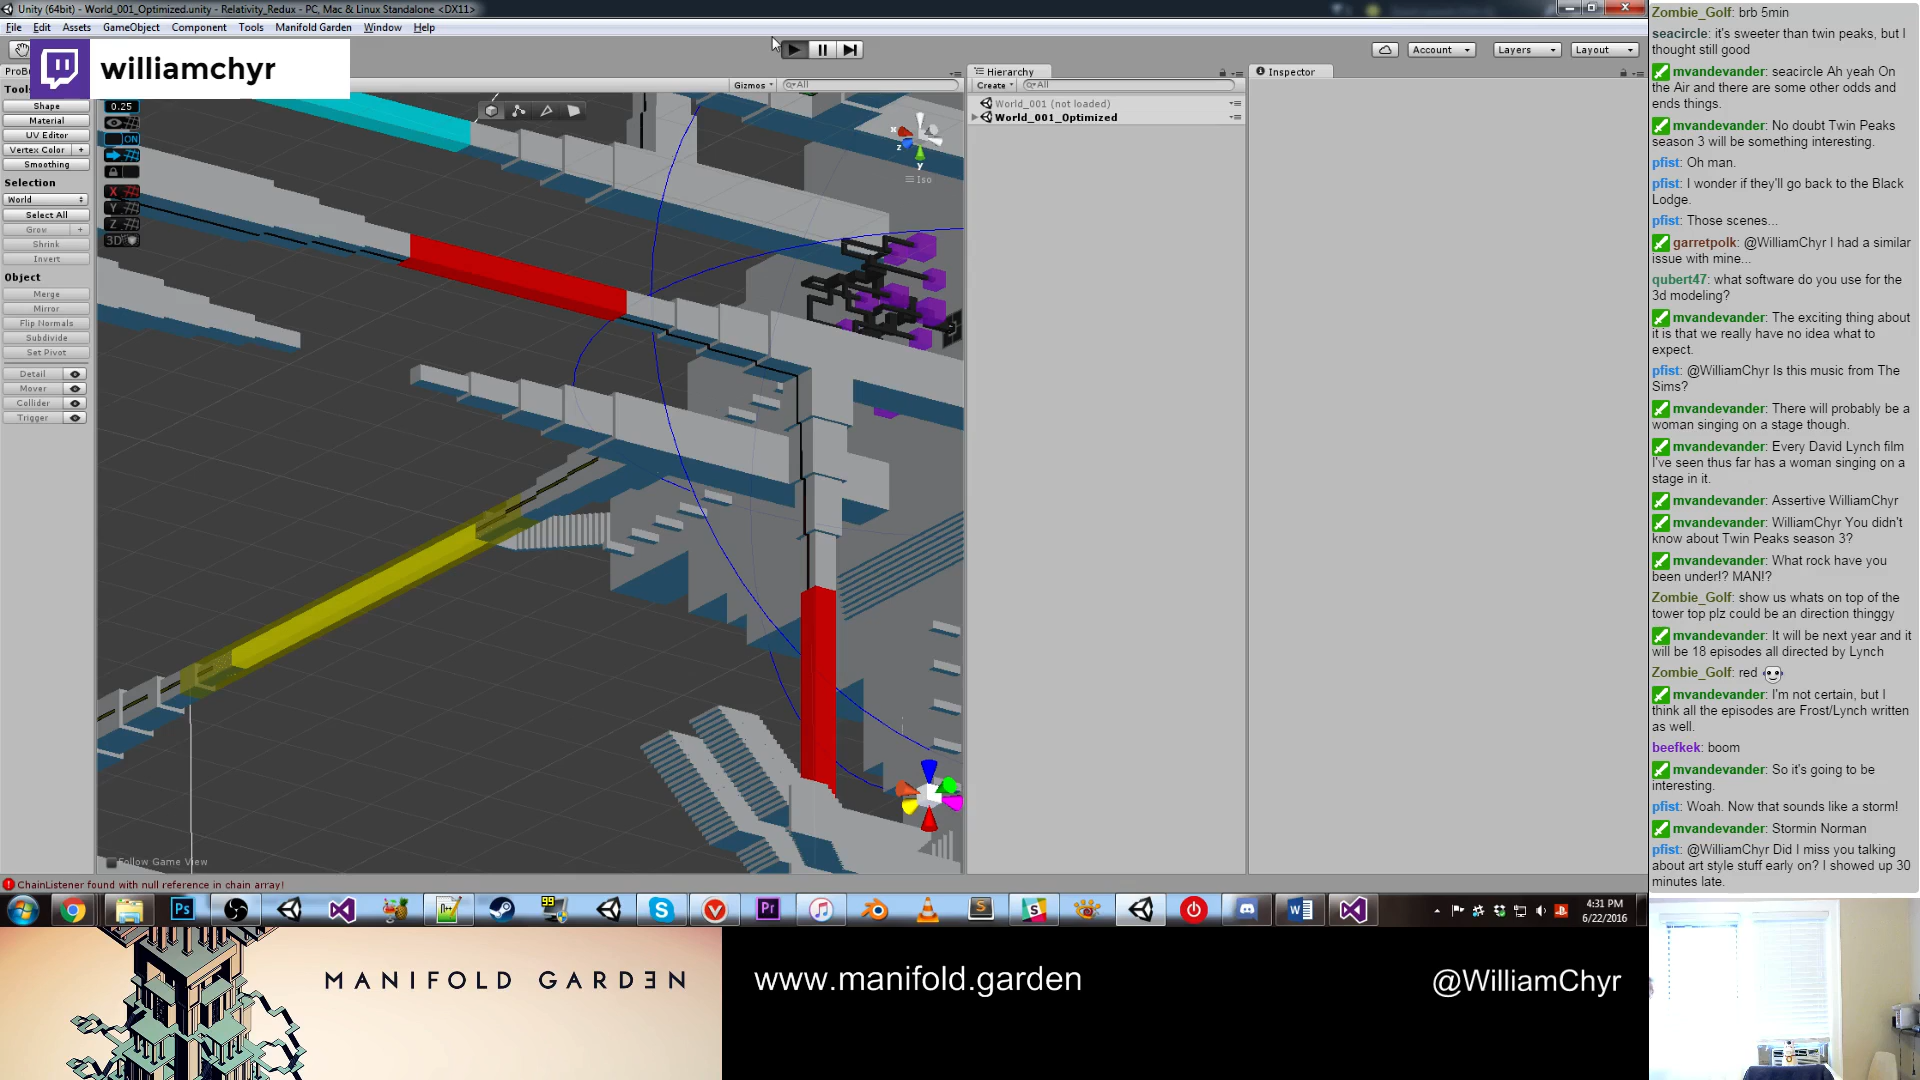 Unity (64bit) - World_001_Optimized.unity - Relativity_Redux - PC, Mac & Linux Standalone <DX11>
File Edit Assets GameObject Component Tools Manifold Garden Window Help
williamchyr
Account Layers Layout
Gizmos All
Hierarchy
Create All
World_001 (not loaded)
World_001_Optimized
Inspector
Shape
Material
UV Editor
Vertex Color +
Smoothing
Selection
World
Select All
Grow +
Shrink
Invert
Object
Merge
Mirror
Flip Normals
Subdivide
Set Pivot
Detail
Mover
Collider
Trigger
0.25
ON
X
Y
Z
3D
x
z
y
Iso
Follow Game View
ChainListener found with null reference in chain array!
99
4:31 PM
6/22/2016
Zombie_Golf: brb 5min
seacircle: it's sweeter than twin peaks, but I
thought still good
mvandevander: seacircle Ah yeah On
the Air and there are some other odds and
ends things.
mvandevander: No doubt Twin Peaks
season 3 will be something interesting.
pfist: Oh man.
pfist: I wonder if they'll go back to the Black
Lodge.
pfist: Those scenes...
garretpolk: @WilliamChyr I had a similar
issue with mine...
qubert47: what software do you use for the
3d modeling?
mvandevander: The exciting thing about
it is that we really have no idea what to
expect.
pfist: @WilliamChyr Is this music from The
Sims?
mvandevander: There will probably be a
woman singing on a stage though.
mvandevander: Every David Lynch film
I've seen thus far has a woman singing on a
stage in it.
mvandevander: Assertive WilliamChyr
mvandevander: WilliamChyr You didn't
know about Twin Peaks season 3?
mvandevander: What rock have you
been under!? MAN!?
Zombie_Golf: show us whats on top of the
tower top plz could be an direction thinggy
mvandevander: It will be next year and it
will be 18 episodes all directed by Lynch
Zombie_Golf: red
mvandevander: I'm not certain, but I
think all the episodes are Frost/Lynch written
as well.
beefkek: boom
mvandevander: So it's going to be
interesting.
pfist: Woah. Now that sounds like a storm!
mvandevander: Stormin Norman
pfist: @WilliamChyr Did I miss you talking
about art style stuff early on? I showed up 30
minutes late.
MANIFOLD GARDEN
www.manifold.garden
@WilliamChyr